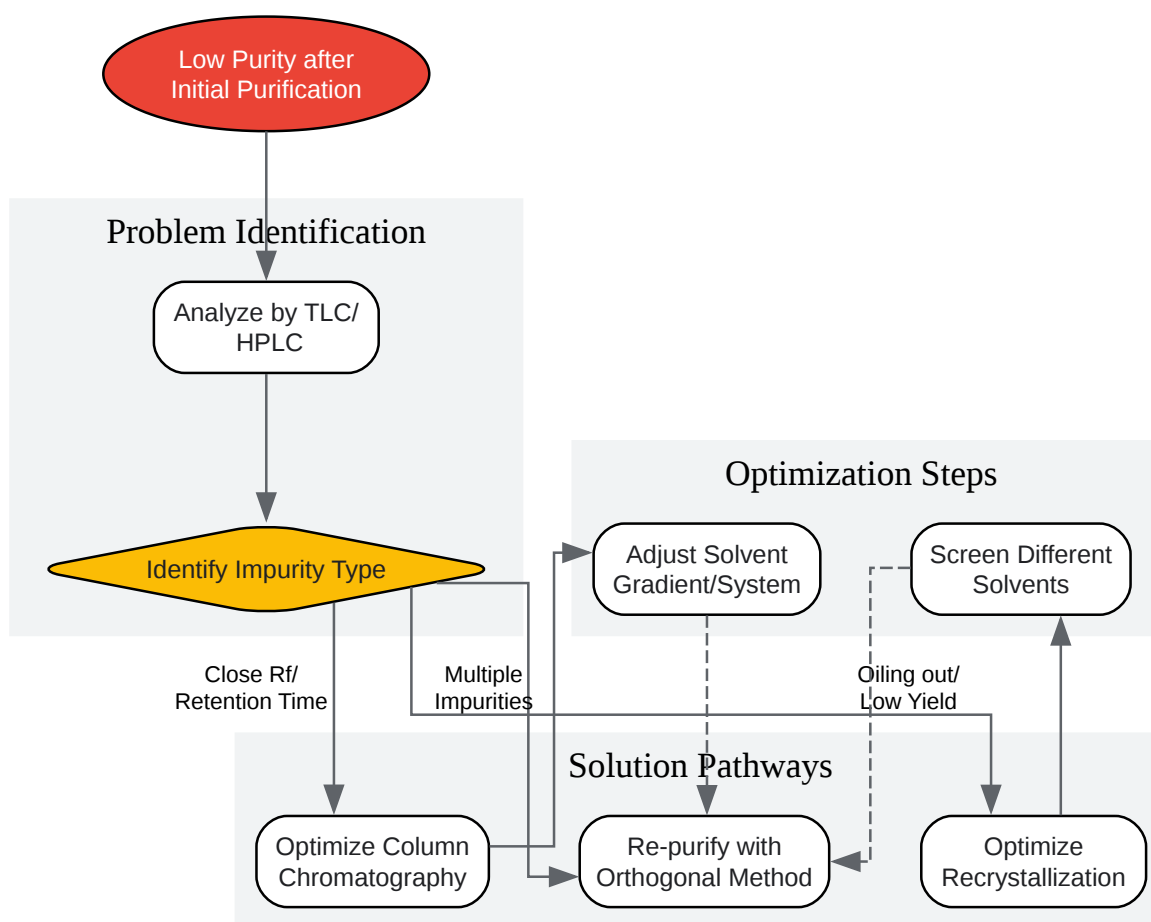 Low Purity after
Initial Purification
Problem Identification
Analyze by TLC/
HPLC
Identify Impurity Type
Optimization Steps
Adjust Solvent
Gradient/System
Screen Different
Solvents
Close Rf/
Retention Time
Multiple
Impurities
Oiling out/
Low Yield
Solution Pathways
Optimize Column
Chromatography
Re-purify with
Orthogonal Method
Optimize
Recrystallization